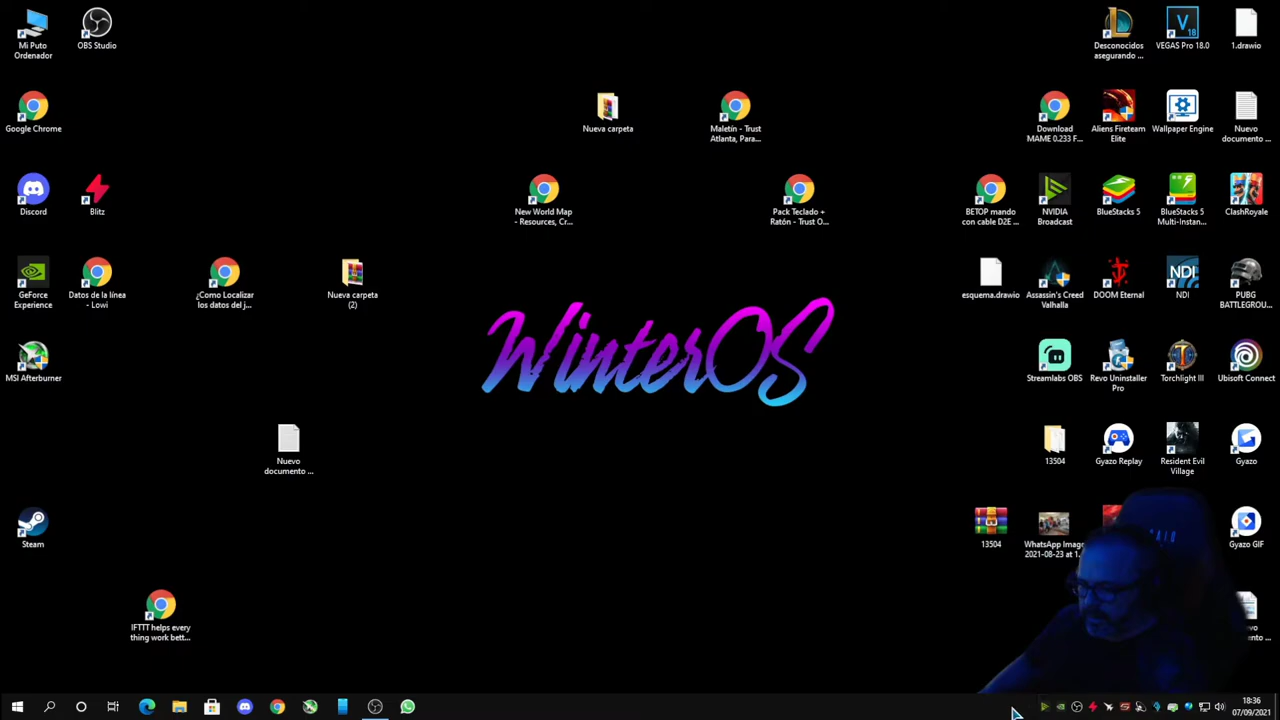 Mi Puto
Ordenador
OBS Studio
Desconocidos
asegurando ...
VEGAS Pro 18.0
1.drawio
Google Chrome
Nueva carpeta
Maletín - Trust
Atlanta, Para...
Download
MAME 0.233 F...
Aliens Fireteam
Elite
Wallpaper Engine
Nuevo
documento ...
Discord
Blitz
New World Map
- Resources, Cr...
Pack Teclado +
Ratón - Trust O...
BETOP mando
con cable D2E ...
NVIDIA
Broadcast
BlueStacks 5
BlueStacks 5
Multi-Instan...
ClashRoyale
GeForce
Experience
Datos de la línea
- Lowi
¿Como Localizar
los datos del j...
Nueva carpeta
(2)
esquema.drawio
Assassin's Creed
Valhalla
DOOM Eternal
NDI
NDI
PUBG
BATTLEGROU...
WinterOS
MSI Afterburner
Streamlabs OBS
Revo Uninstaller
Pro
Torchlight III
Ubisoft Connect
Nuevo
documento ...
13504
Gyazo Replay
Resident Evil
Village
Gyazo
Steam
13504
WhatsApp Imag
2021-08-23 at 1...
Gyazo GIF
IFTTT helps every
thing work bett...
18:36
07/09/2021